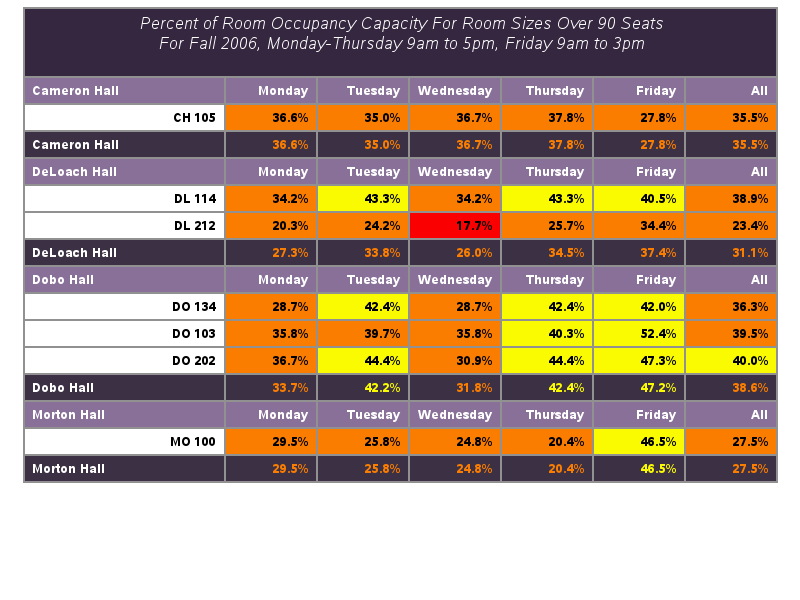 Percent of Room Occupancy Capacity For Room Sizes Over 90 Seats
For Fall 2006, Monday-Thursday 9am to 5pm, Friday 9am to 3pm
Cameron Hall Monday Tuesday Wednesday Thursday Friday All
CH 105 36.6% 35.0% 36.7% 37.8% 27.8% 35.5%
Cameron Hall 36.6% 35.0% 36.7% 37.8% 27.8% 35.5%
DeLoach Hall Monday Tuesday Wednesday Thursday Friday All
DL 114 34.2% 43.3% 34.2% 43.3% 40.5% 38.9%
DL 212 20.3% 24.2% 17.7% 25.7% 34.4% 23.4%
DeLoach Hall 27.3% 33.8% 26.0% 34.5% 37.4% 31.1%
Dobo Hall Monday Tuesday Wednesday Thursday Friday All
DO 134 28.7% 42.4% 28.7% 42.4% 42.0% 36.3%
DO 103 35.8% 39.7% 35.8% 40.3% 52.4% 39.5%
DO 202 36.7% 44.4% 30.9% 44.4% 47.3% 40.0%
Dobo Hall 33.7% 42.2% 31.8% 42.4% 47.2% 38.6%
Morton Hall Monday Tuesday Wednesday Thursday Friday All
MO 100 29.5% 25.8% 24.8% 20.4% 46.5% 27.5%
Morton Hall 29.5% 25.8% 24.8% 20.4% 46.5% 27.5%